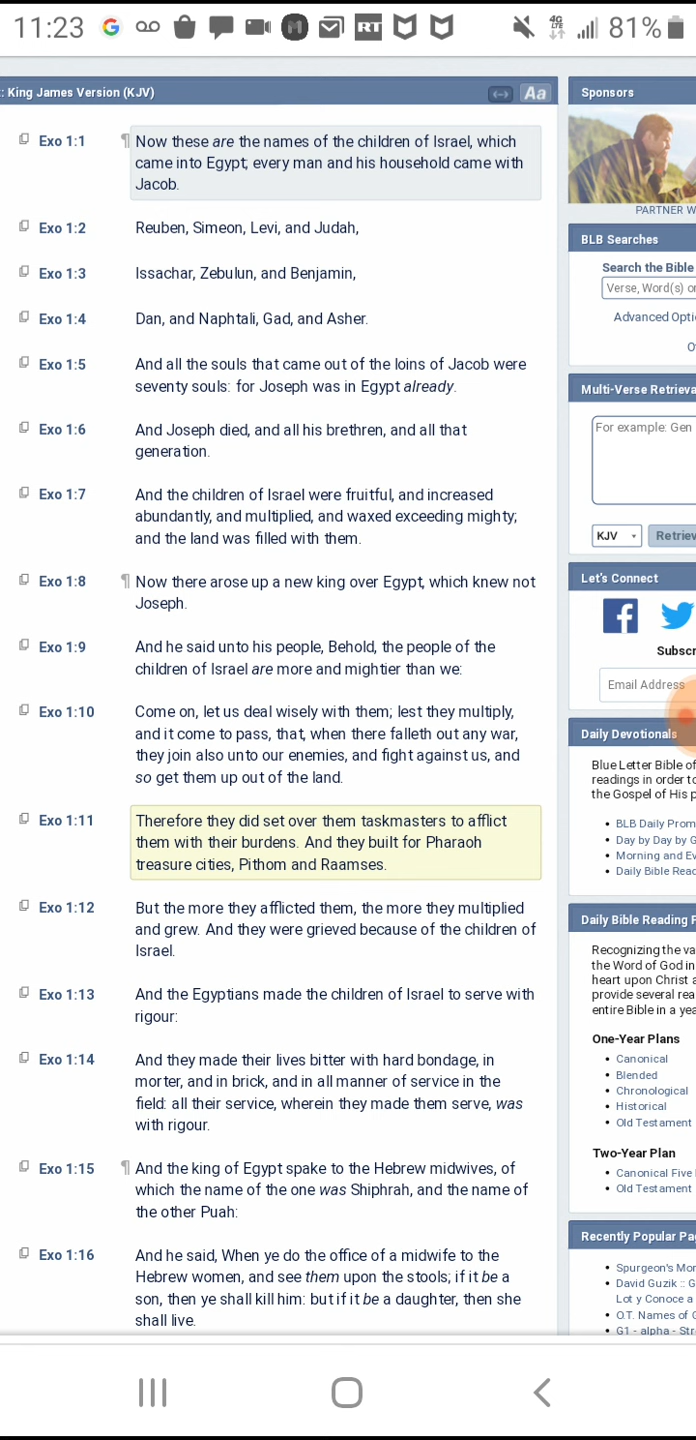 11:23
RT
4G
LTE
81%
: King James Version (KJV)
Aa
Exo 1:1 ¶ Now these are the names of the children of Israel, which
came into Egypt; every man and his household came with
Jacob.
Exo 1:2 Reuben, Simeon, Levi, and Judah,
Exo 1:3 Issachar, Zebulun, and Benjamin,
Exo 1:4 Dan, and Naphtali, Gad, and Asher.
Exo 1:5 And all the souls that came out of the loins of Jacob were
seventy souls: for Joseph was in Egypt already.
Exo 1:6 And Joseph died, and all his brethren, and all that
generation.
Exo 1:7 And the children of Israel were fruitful, and increased
abundantly, and multiplied, and waxed exceeding mighty;
and the land was filled with them.
Exo 1:8 ¶ Now there arose up a new king over Egypt, which knew not
Joseph.
Exo 1:9 And he said unto his people, Behold, the people of the
children of Israel are more and mightier than we:
Exo 1:10 Come on, let us deal wisely with them; lest they multiply,
and it come to pass, that, when there falleth out any war,
they join also unto our enemies, and fight against us, and
so get them up out of the land.
Exo 1:11 Therefore they did set over them taskmasters to afflict
them with their burdens. And they built for Pharaoh
treasure cities, Pithom and Raamses.
Exo 1:12 But the more they afflicted them, the more they multiplied
and grew. And they were grieved because of the children of
Israel.
Exo 1:13 And the Egyptians made the children of Israel to serve with
rigour:
Exo 1:14 And they made their lives bitter with hard bondage, in
morter, and in brick, and in all manner of service in the
field: all their service, wherein they made them serve, was
with rigour.
Exo 1:15 ¶ And the king of Egypt spake to the Hebrew midwives, of
which the name of the one was Shiphrah, and the name of
the other Puah:
Exo 1:16 And he said, When ye do the office of a midwife to the
Hebrew women, and see them upon the stools; if it be a
son, then ye shall kill him: but if it be a daughter, then she
shall live.
Sponsors
PARTNER W
BLB Searches
Search the Bible
Verse, Word(s) or
Advanced Opti
O
Multi-Verse Retrieva
For example: Gen
KJV
Retriev
Let's Connect
Subscr
Email Address
Daily Devotionals
Blue Letter Bible of
readings in order to
the Gospel of His p
• BLB Daily Prom
• Day by Day by G
• Morning and Ev
• Daily Bible Read
Daily Bible Reading P
Recognizing the va
the Word of God in
heart upon Christ a
provide several rea
entire Bible in a yea
One-Year Plans
• Canonical
• Blended
• Chronological
• Historical
• Old Testament
Two-Year Plan
• Canonical Five
• Old Testament
Recently Popular Pa
• Spurgeon's Mor
• David Guzik :: G
Lot y Conoce a
• O.T. Names of G
• G1 - alpha - Str